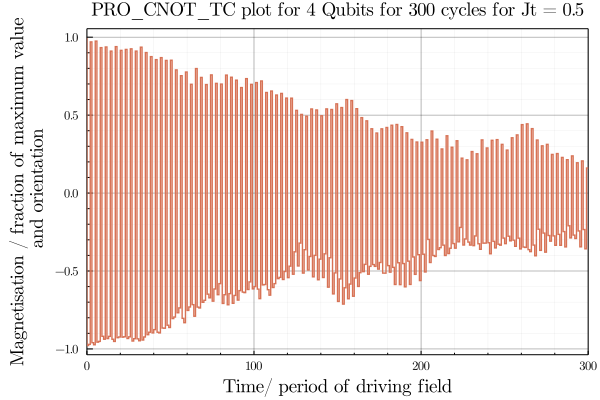 PRO_CNOT_TC plot for 4 Qubits for 300 cycles for Jt = 0.5
Magnetisation / fraction of maximum value
and orientation
1.0
0.5
0.0
−0.5
−1.0
0
100
200
300
Time/ period of driving field